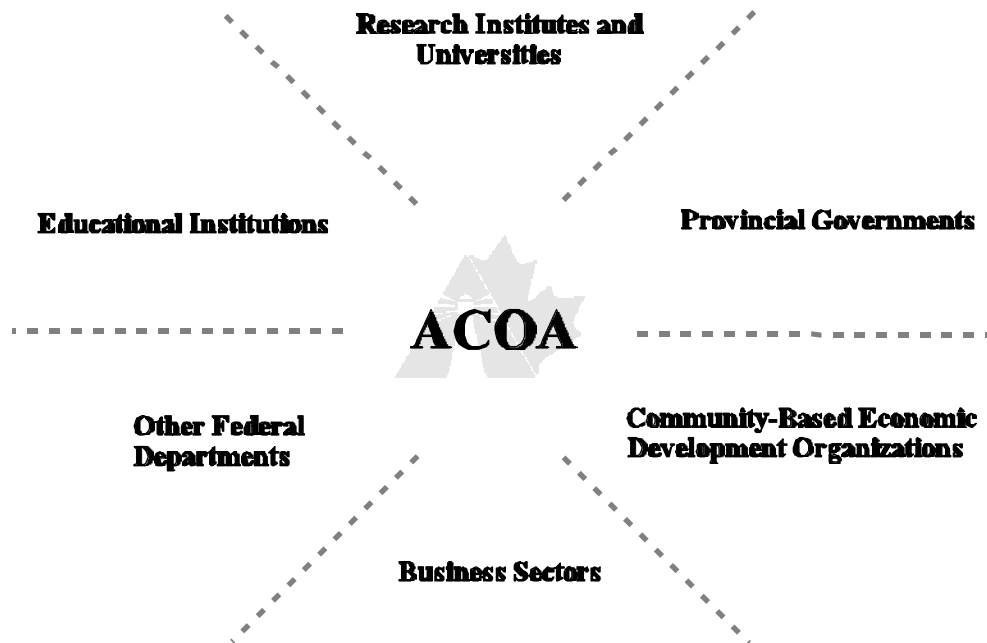 Research Institutes and
Universities
Educational Institutions
Provincial Governments
ACOA
Other Federal
Departments
Community-Based Economic
Development Organizations
Business Sectors